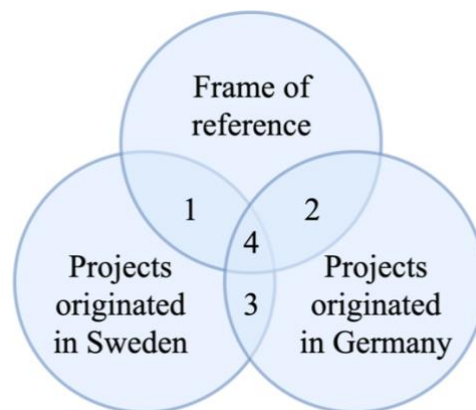 Frame of
reference
1
2
4
3
Projects
originated
in Sweden
Projects
originated
in Germany